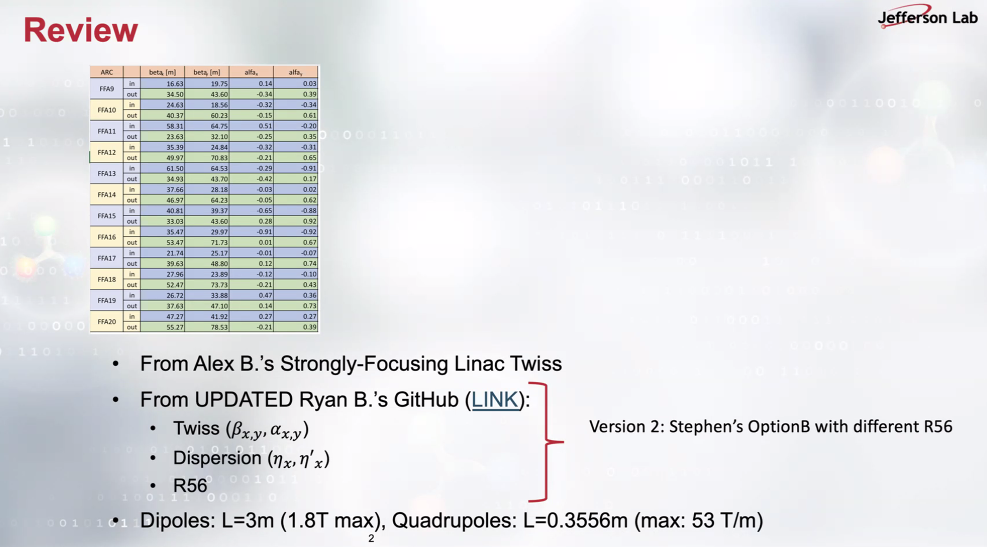 Review
Jefferson Lab
ARC betax [m] betay [m] alfax alfay
FFA9 in 16.63 19.75 0.14 0.03
out 34.50 43.60 -0.34 0.39
FFA10 in 24.63 18.56 -0.32 -0.34
out 40.37 60.23 -0.15 0.61
FFA11 in 58.31 64.75 0.51 -0.20
out 23.63 32.10 -0.25 0.35
FFA12 in 35.39 24.84 -0.32 -0.31
out 49.97 70.83 -0.21 0.65
FFA13 in 61.50 64.53 -0.29 -0.91
out 34.93 43.70 -0.42 0.17
FFA14 in 37.66 28.18 -0.03 0.02
out 46.97 64.23 -0.05 0.62
FFA15 in 40.81 39.37 -0.65 -0.88
out 33.03 43.60 0.28 0.92
FFA16 in 35.47 29.97 -0.91 -0.92
out 53.47 71.73 0.01 0.67
FFA17 in 21.74 25.17 -0.01 -0.07
out 39.63 48.80 0.12 0.74
FFA18 in 27.96 23.89 -0.12 -0.10
out 52.47 73.73 -0.21 0.43
FFA19 in 26.72 33.88 0.47 0.36
out 37.63 47.10 0.14 0.73
FFA20 in 47.27 41.92 0.27 0.27
out 55.27 78.53 -0.21 0.39
• From Alex B.'s Strongly-Focusing Linac Twiss
• From UPDATED Ryan B.'s GitHub (LINK):
• Twiss (βx,y, αx,y)
• Dispersion (ηx, η′x)
• R56
Version 2: Stephen's OptionB with different R56
• Dipoles: L=3m (1.8T max), Quadrupoles: L=0.3556m (max: 53 T/m)
2